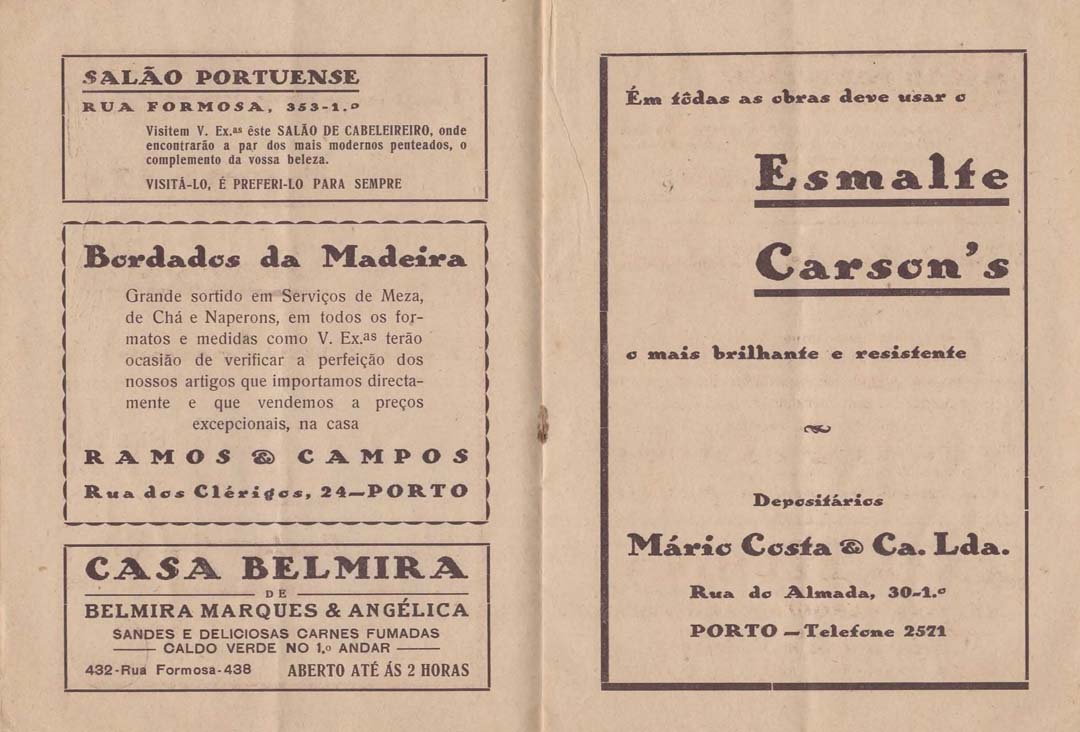 SALÃO PORTUENSE
RUA FORMOSA, 353-1.º
Visitem V. Ex.as êste SALÃO DE CABELEIREIRO, onde
encontrarão a par dos mais modernos penteados, o
complemento da vossa beleza.
VISITÁ-LO, É PREFERI-LO PARA SEMPRE
Bordados da Madeira
Grande sortido em Serviços de Meza,
de Chá e Naperons, em todos os for-
matos e medidas como V. Ex.as terão
ocasião de verificar a perfeição dos
nossos artigos que importamos directa-
mente e que vendemos a preços
excepcionais, na casa
RAMOS & CAMPOS
Rua dos Clérigos, 24—PORTO
CASA BELMIRA
DE
BELMIRA MARQUES & ANGÉLICA
SANDES E DELICIOSAS CARNES FUMADAS
CALDO VERDE NO 1.º ANDAR
432-Rua Formosa-438 ABERTO ATÉ ÁS 2 HORAS
Ém tôdas as obras deve usar o
Esmalte
Carson's
o mais brilhante e resistente
Depositários
Mário Costa & Ca. Lda.
Rua do Almada, 30-1.º
PORTO — Telefone 2571